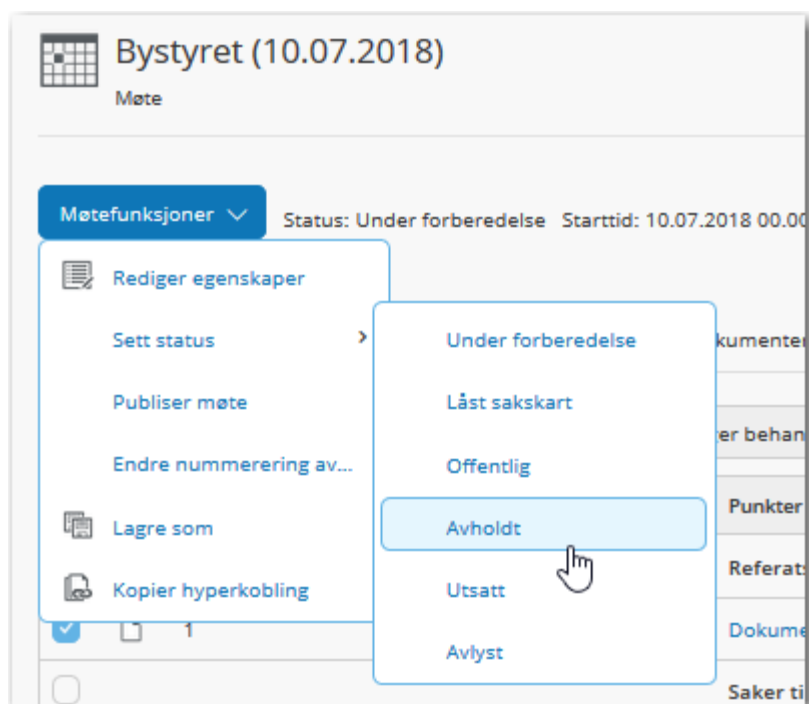 Bystyret (10.07.2018)
Møte
Møtefunksjoner
Status: Under forberedelse Starttid: 10.07.2018 00.00
Rediger egenskaper
Sett status
Publiser møte
Endre nummerering av...
Lagre som
Kopier hyperkobling
Under forberedelse
Låst sakskart
Offentlig
Avholdt
Utsatt
Avlyst
kumenter
er behan
Punkter
Referats
1
Dokume
Saker ti